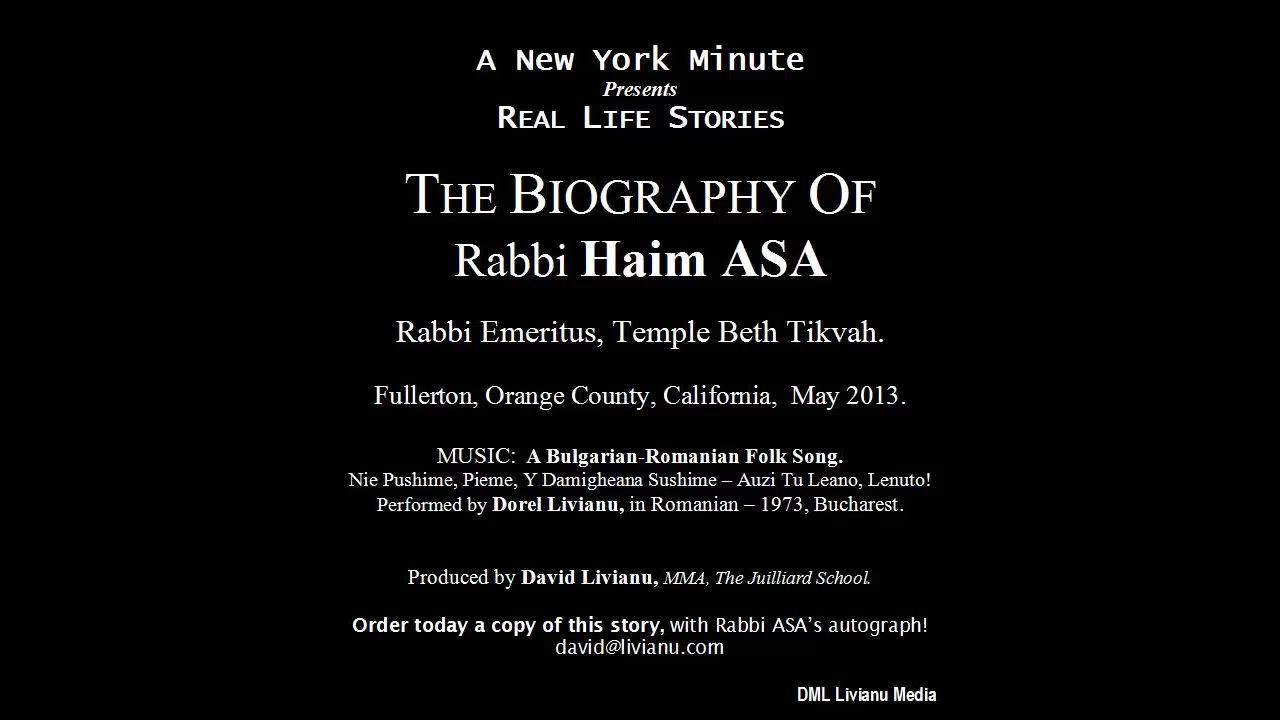 A New York Minute
Presents
REAL LIFE STORIES
THE BIOGRAPHY OF
Rabbi Haim ASA
Rabbi Emeritus, Temple Beth Tikvah.
Fullerton, Orange County, California,  May 2013.
MUSIC:  A Bulgarian-Romanian Folk Song.
Nie Pushime, Pieme, Y Damigheana Sushime – Auzi Tu Leano, Lenuto!
Performed by Dorel Livianu, in Romanian – 1973, Bucharest.
Produced by David Livianu, MMA, The Juilliard School.
Order today a copy of this story, with Rabbi ASA's autograph!
david@livianu.com
DML Livianu Media